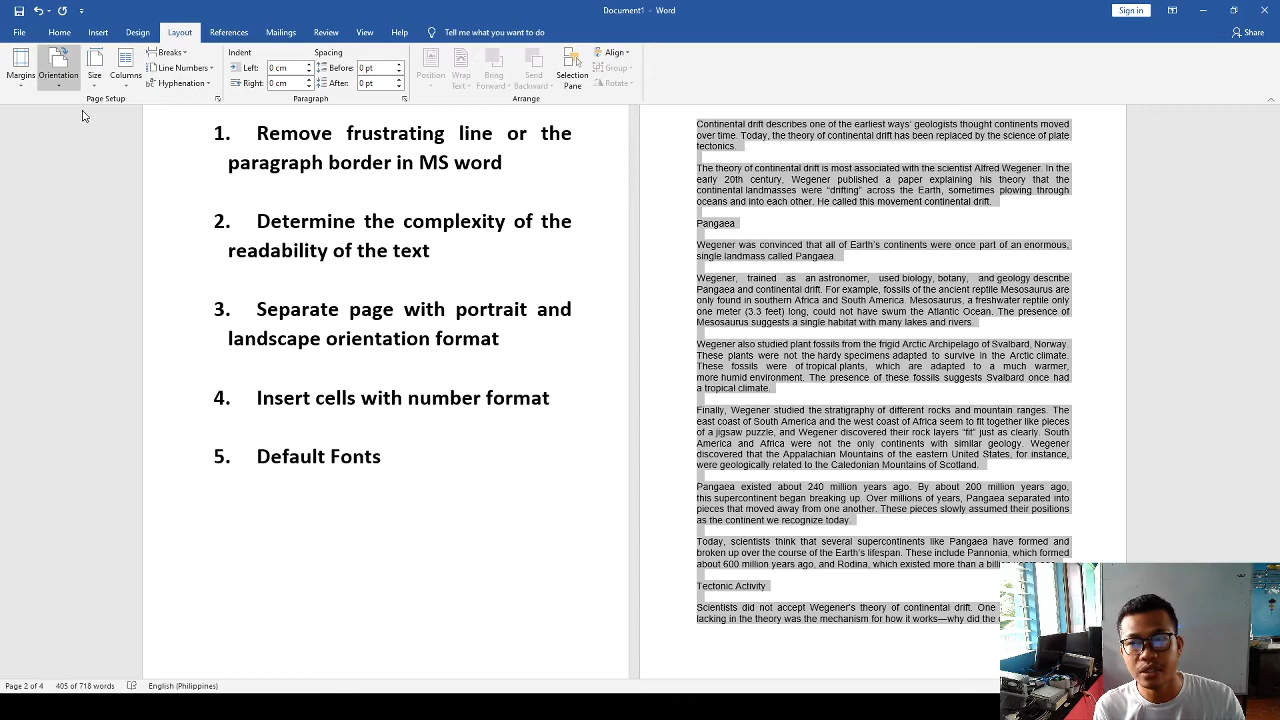 Document1 - Word
Sign in
File Home Insert Design Layout References Mailings Review View Help Tell me what you want to do Share
Margins Orientation Size Columns
Breaks
Line Numbers
Hyphenation
Page Setup
Indent
Left: 0 cm
Right: 0 cm
Spacing
Before: 0 pt
After: 0 pt
Paragraph
Position Wrap Text Bring Forward Send Backward Selection Pane
Align
Group
Rotate
Arrange
1. Remove frustrating line or the
paragraph border in MS word
2. Determine the complexity of the
readability of the text
3. Separate page with portrait and
landscape orientation format
4. Insert cells with number format
5. Default Fonts
Continental drift describes one of the earliest ways' geologists thought continents moved
over time. Today, the theory of continental drift has been replaced by the science of plate
tectonics.
The theory of continental drift is most associated with the scientist Alfred Wegener. In the
early 20th century, Wegener published a paper explaining his theory that the
continental landmasses were “drifting” across the Earth, sometimes plowing through
oceans and into each other. He called this movement continental drift.
Pangaea
Wegener was convinced that all of Earth’s continents were once part of an enormous,
single landmass called Pangaea.
Wegener, trained as an astronomer, used biology, botany, and geology describe
Pangaea and continental drift. For example, fossils of the ancient reptile Mesosaurus are
only found in southern Africa and South America. Mesosaurus, a freshwater reptile only
one meter (3.3 feet) long, could not have swum the Atlantic Ocean. The presence of
Mesosaurus suggests a single habitat with many lakes and rivers.
Wegener also studied plant fossils from the frigid Arctic Archipelago of Svalbard, Norway.
These plants were not the hardy specimens adapted to survive in the Arctic climate.
These fossils were of tropical plants, which are adapted to a much warmer,
more humid environment. The presence of these fossils suggests Svalbard once had
a tropical climate.
Finally, Wegener studied the stratigraphy of different rocks and mountain ranges. The
east coast of South America and the west coast of Africa seem to fit together like pieces
of a jigsaw puzzle, and Wegener discovered their rock layers “fit” just as clearly. South
America and Africa were not the only continents with similar geology. Wegener
discovered that the Appalachian Mountains of the eastern United States, for instance,
were geologically related to the Caledonian Mountains of Scotland.
Pangaea existed about 240 million years ago. By about 200 million years ago,
this supercontinent began breaking up. Over millions of years, Pangaea separated into
pieces that moved away from one another. These pieces slowly assumed their positions
as the continent we recognize today.
Today, scientists think that several supercontinents like Pangaea have formed and
broken up over the course of the Earth’s lifespan. These include Pannonia, which formed
about 600 million years ago, and Rodina, which existed more than a
Tectonic Activity
Scientists did not accept Wegener’s theory of continental drift. One
lacking in the theory was the mechanism for how it works—why did the
Page 2 of 4 405 of 718 words English (Philippines)